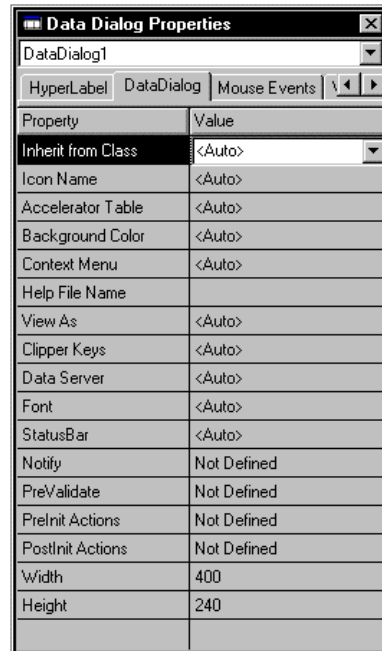 Data Dialog Properties
DataDialog1
HyperLabel DataDialog Mouse Events
Property Value
Inherit from Class <Auto>
Icon Name <Auto>
Accelerator Table <Auto>
Background Color <Auto>
Context Menu <Auto>
Help File Name
View As <Auto>
Clipper Keys <Auto>
Data Server <Auto>
Font <Auto>
StatusBar <Auto>
Notify Not Defined
PreValidate Not Defined
PreInit Actions Not Defined
PostInit Actions Not Defined
Width 400
Height 240